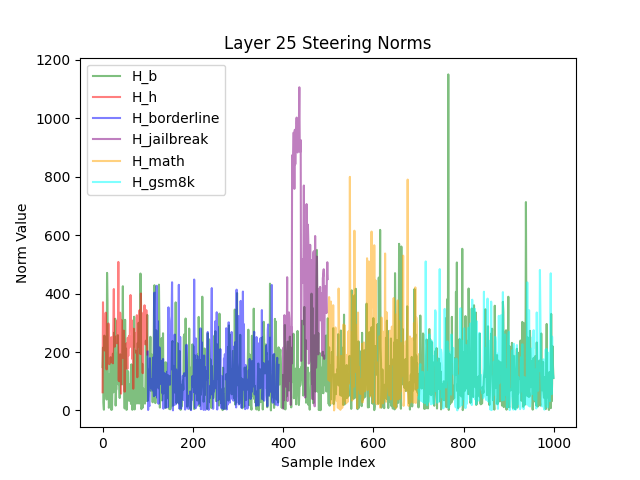 Layer 25 Steering Norms
1200
1000
800
600
400
200
0
Norm Value
H_b
H_h
H_borderline
H_jailbreak
H_math
H_gsm8k
0 200 400 600 800 1000
Sample Index